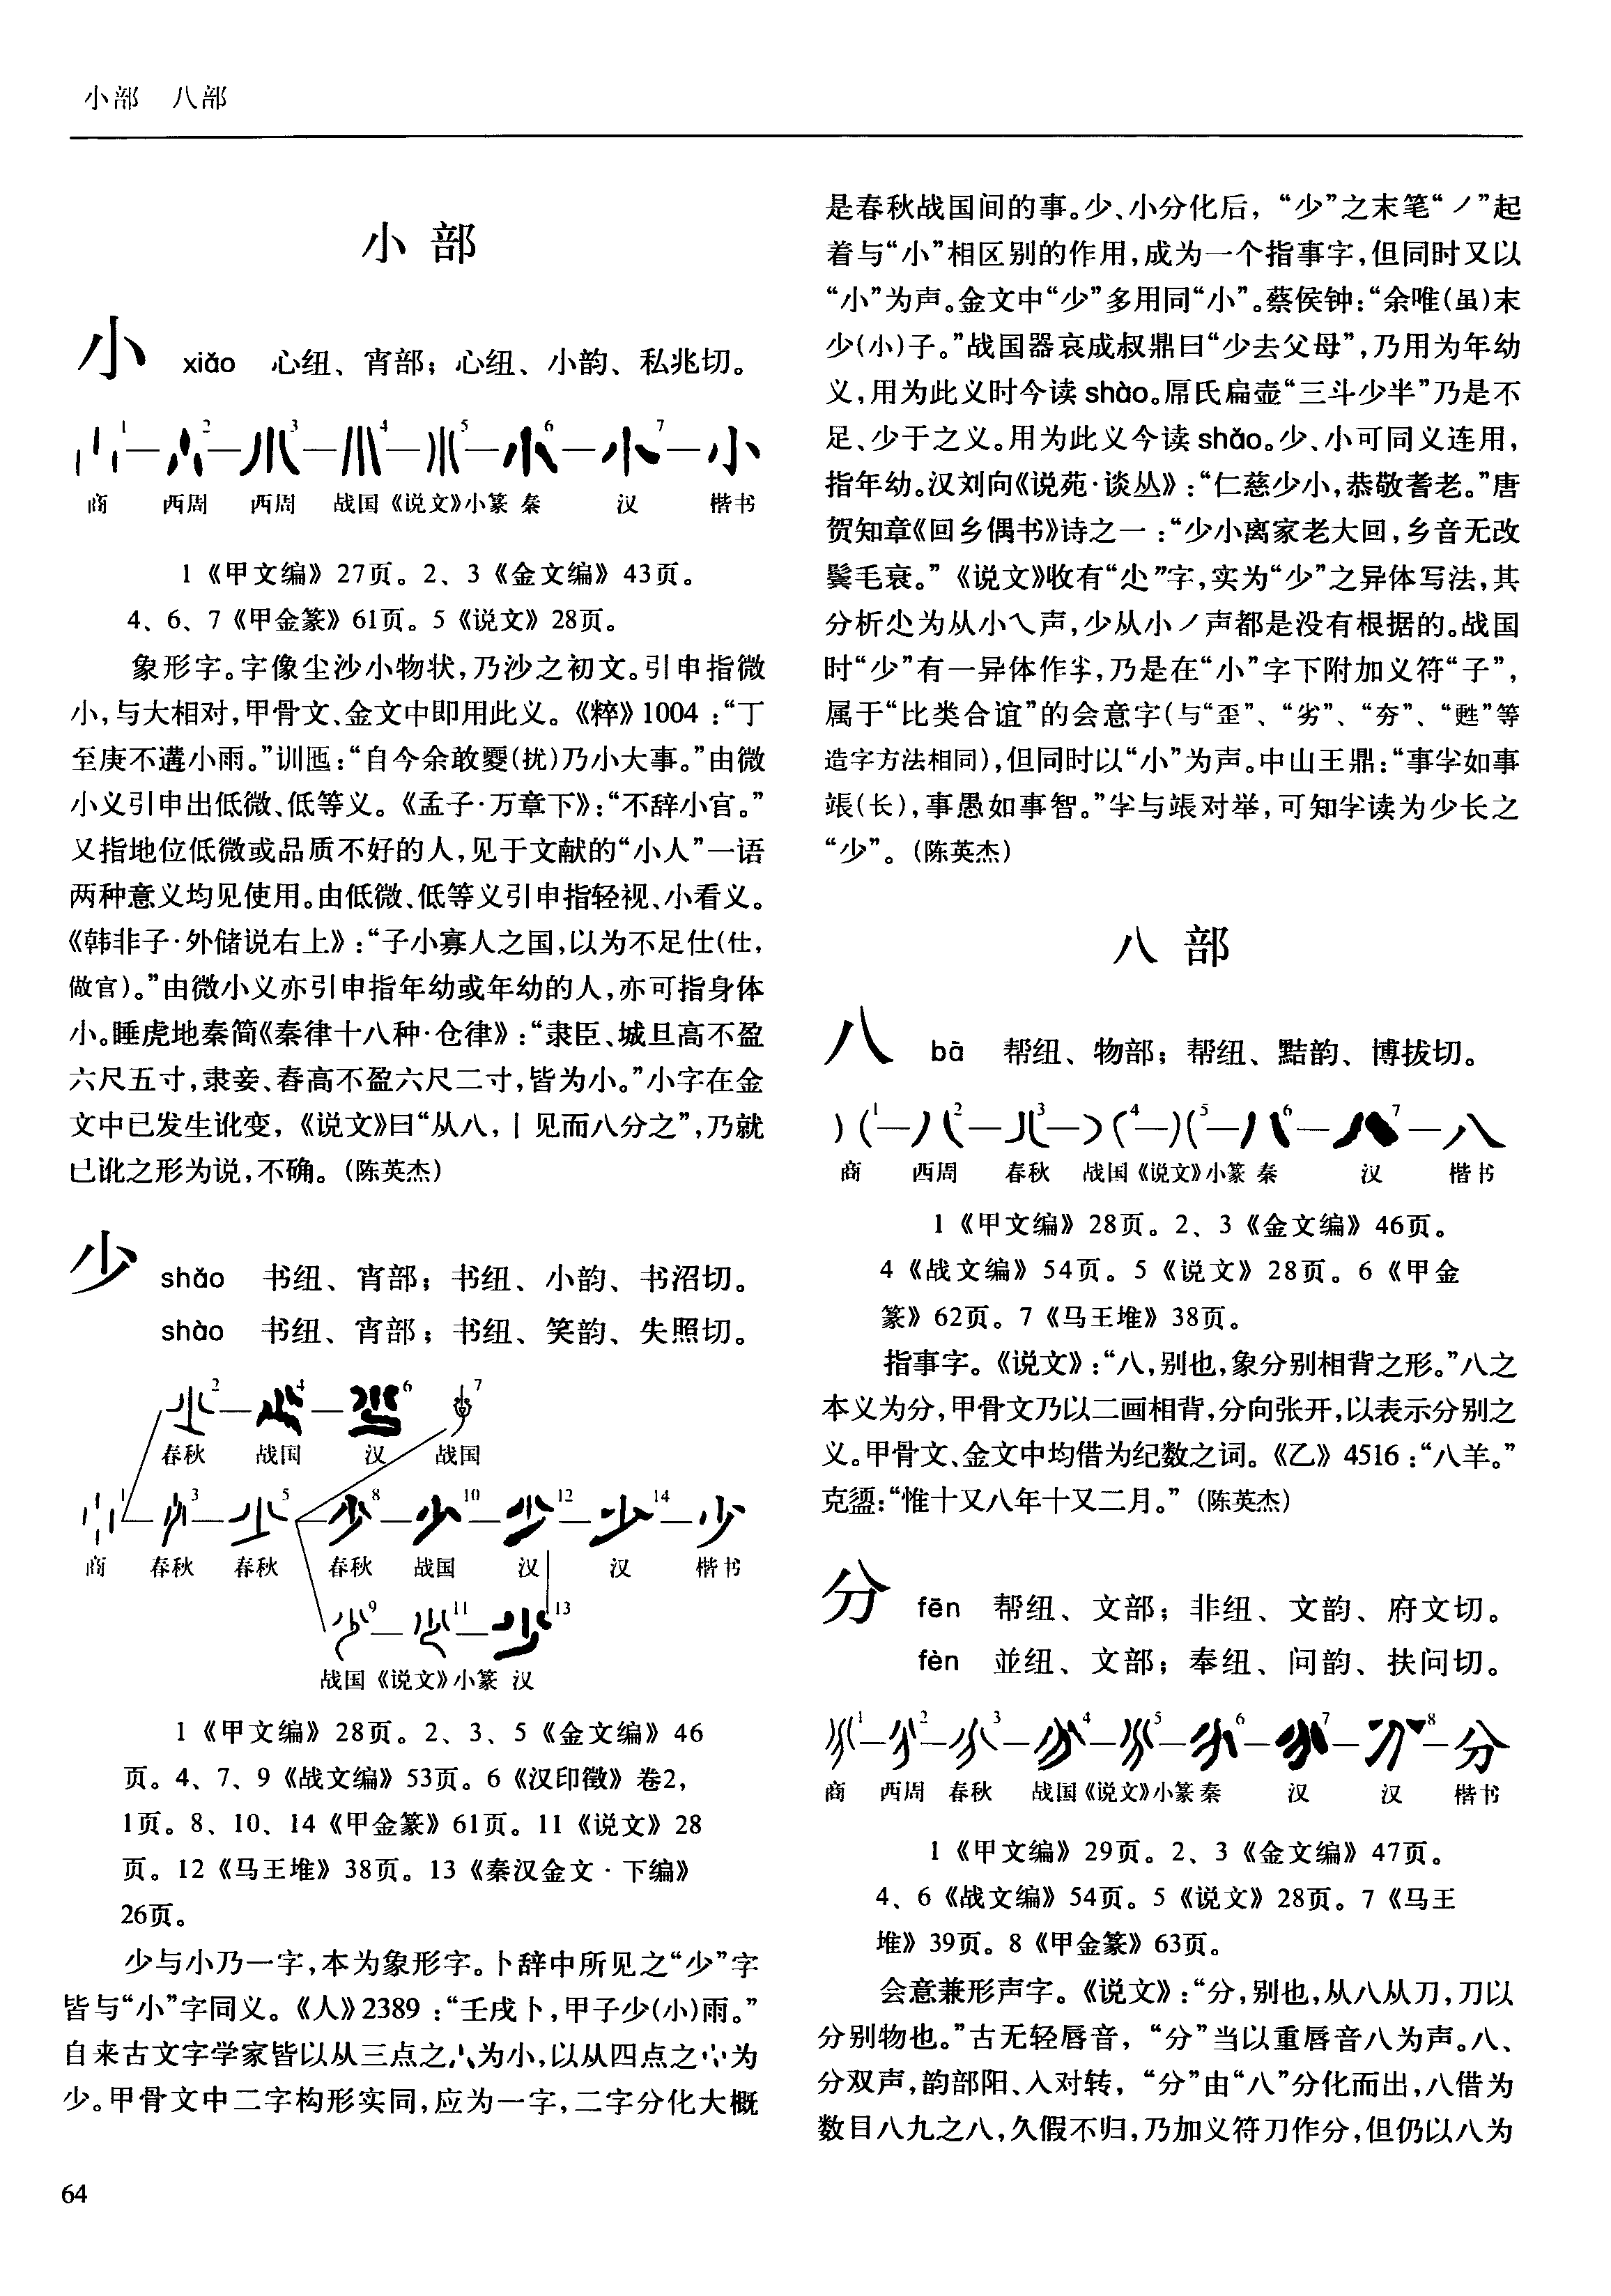 小部 八部
小部
小 xiǎo 心纽、宵部；心纽、小韵、私兆切。
1 2 3 4 5 6 7 小
商 西周 西周 战国《说文》小篆 秦 汉 楷书
1《甲文编》27页。2、3《金文编》43页。
4、6、7《甲金篆》61页。5《说文》28页。
象形字。字像尘沙小物状，乃沙之初文。引申指微
小，与大相对，甲骨文、金文中即用此义。《粹》1004：“丁
至庚不遘小雨。”训匜：“自今余敢夒(扰)乃小大事。”由微
小义引申出低微、低等义。《孟子·万章下》：“不辞小官。”
又指地位低微或品质不好的人，见于文献的“小人”一语
两种意义均见使用。由低微、低等义引申指轻视、小看义。
《韩非子·外储说右上》：“子小寡人之国，以为不足仕(仕，
做官)。”由微小义亦引申指年幼或年幼的人，亦可指身体
小。睡虎地秦简《秦律十八种·仓律》：“隶臣、城旦高不盈
六尺五寸，隶妾、舂高不盈六尺二寸，皆为小。”小字在金
文中已发生讹变，《说文》曰“从八，丨见而八分之”，乃就
已讹之形为说，不确。(陈英杰)
少 shǎo 书纽、宵部；书纽、小韵、书沼切。
shào 书纽、宵部；书纽、笑韵、失照切。
2 4 6 7
春秋 战国 汉 战国
1 3 5 8 10 12 14 少
商 春秋 春秋 春秋 战国 汉 汉 楷书
9 11 13
战国《说文》小篆 汉
1《甲文编》28页。2、3、5《金文编》46
页。4、7、9《战文编》53页。6《汉印徵》卷2，
1页。8、10、14《甲金篆》61页。11《说文》28
页。12《马王堆》38页。13《秦汉金文·下编》
26页。
少与小乃一字，本为象形字。卜辞中所见之“少”字
皆与“小”字同义。《人》2389：“壬戌卜，甲子少(小)雨。”
自来古文字学家皆以从三点之为小，以从四点之为
少。甲骨文中二字构形实同，应为一字，二字分化大概
是春秋战国间的事。少、小分化后，“少”之末笔“丿”起
着与“小”相区别的作用，成为一个指事字，但同时又以
“小”为声。金文中“少”多用同“小”。蔡侯钟：“余唯(虽)末
少(小)子。”战国器哀成叔鼎曰“少去父母”，乃用为年幼
义，用为此义时今读shào。厗氏扁壶“三斗少半”乃是不
足、少于之义。用为此义今读shǎo。少、小可同义连用，
指年幼。汉刘向《说苑·谈丛》：“仁慈少小，恭敬耆老。”唐
贺知章《回乡偶书》诗之一：“少小离家老大回，乡音无改
鬓毛衰。”《说文》收有“尐”字，实为“少”之异体写法，其
分析尐为从小乀声，少从小丿声都是没有根据的。战国
时“少”有一异体作㝊，乃是在“小”字下附加义符“子”，
属于“比类合谊”的会意字(与“歪”、“劣”、“夯”、“甦”等
造字方法相同)，但同时以“小”为声。中山王鼎：“事㝊如事
䛫(长)，事愚如事智。”㝊与䛫对举，可知㝊读为少长之
“少”。(陈英杰)
八部
八 bā 帮纽、物部；帮纽、黠韵、博拔切。
1 2 3 4 5 6 7 八
商 西周 春秋 战国《说文》小篆 秦 汉 楷书
1《甲文编》28页。2、3《金文编》46页。
4《战文编》54页。5《说文》28页。6《甲金
篆》62页。7《马王堆》38页。
指事字。《说文》：“八，别也，象分别相背之形。”八之
本义为分，甲骨文乃以二画相背，分向张开，以表示分别之
义。甲骨文、金文中均借为纪数之词。《乙》4516：“八羊。”
克盨：“惟十又八年十又二月。”(陈英杰)
分 fēn 帮纽、文部；非纽、文韵、府文切。
fèn 並纽、文部；奉纽、问韵、扶问切。
1 2 3 4 5 6 7 8 分
商 西周 春秋 战国《说文》小篆 秦 汉 汉 楷书
1《甲文编》29页。2、3《金文编》47页。
4、6《战文编》54页。5《说文》28页。7《马王
堆》39页。8《甲金篆》63页。
会意兼形声字。《说文》：“分，别也，从八从刀，刀以
分别物也。”古无轻唇音，“分”当以重唇音八为声。八、
分双声，韵部阳、入对转，“分”由“八”分化而出，八借为
数目八九之八，久假不归，乃加义符刀作分，但仍以八为
64